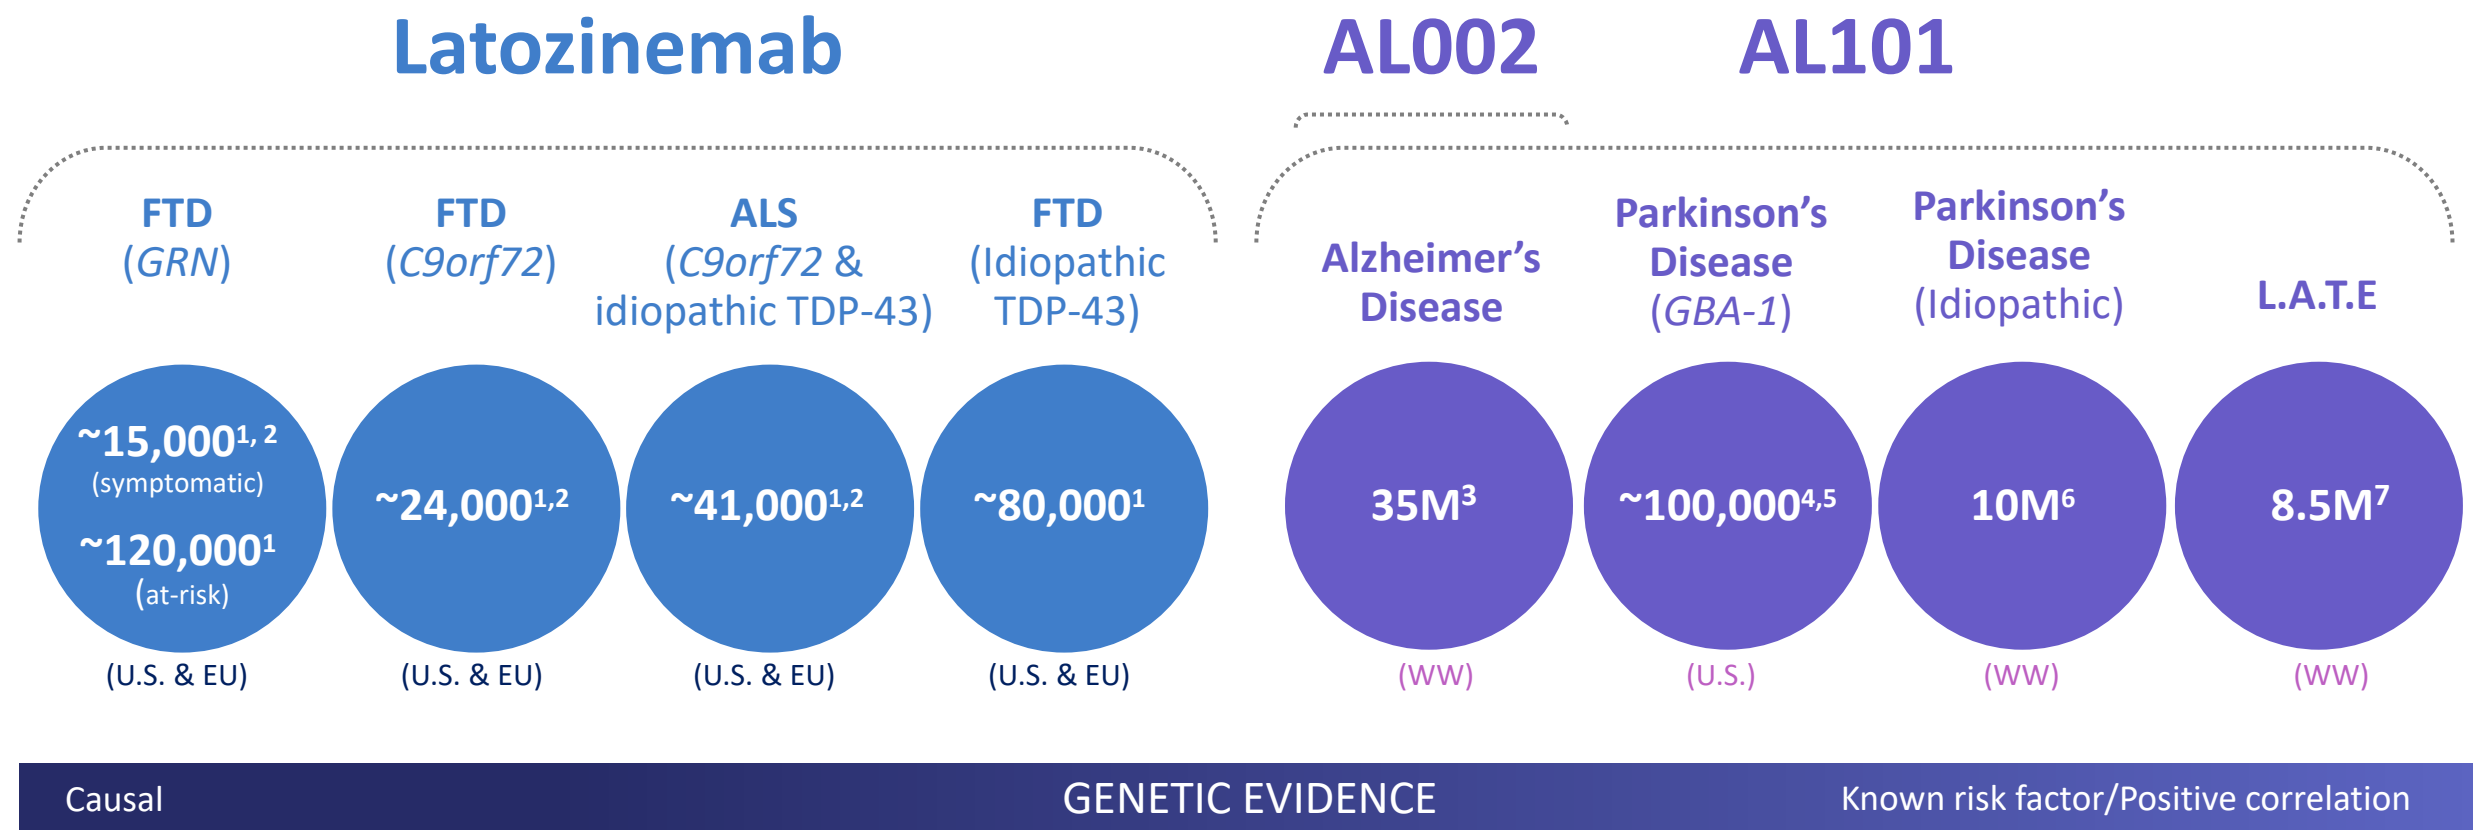 Latozinemab
AL002
AL101
FTD
(GRN)
FTD
(C9orf72)
ALS
(C9orf72 &
idiopathic TDP-43)
FTD
(Idiopathic
TDP-43)
Alzheimer’s
Disease
Parkinson’s
Disease
(GBA-1)
Parkinson’s
Disease
(Idiopathic)
L.A.T.E
~15,000¹, ²
(symptomatic)
~120,000¹
(at-risk)
~24,000¹,²
~41,000¹,²
~80,000¹
35M³
~100,000⁴,⁵
10M⁶
8.5M⁷
(U.S. & EU)
(U.S. & EU)
(U.S. & EU)
(U.S. & EU)
(WW)
(U.S.)
(WW)
(WW)
Causal
GENETIC EVIDENCE
Known risk factor/Positive correlation